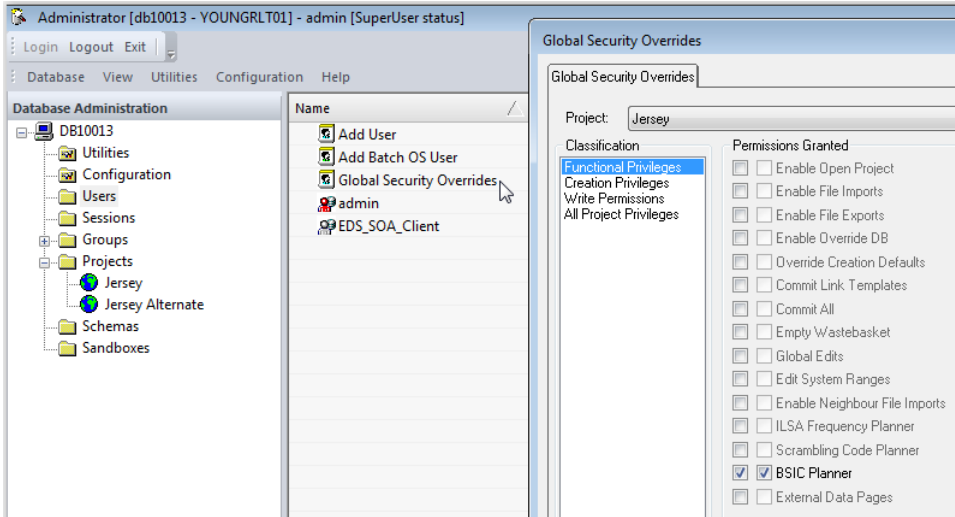 Administrator [db10013 - YOUNGRLT01] - admin [SuperUser status]
Login Logout Exit
Database View Utilities Configuration Help
Database Administration
DB10013
Utilities
Configuration
Users
Sessions
Groups
Projects
Jersey
Jersey Alternate
Schemas
Sandboxes
Name
Add User
Add Batch OS User
Global Security Overrides
admin
EDS_SOA_Client
Global Security Overrides
Global Security Overrides
Project: Jersey
Classification
Functional Privileges
Creation Privileges
Write Permissions
All Project Privileges
Permissions Granted
Enable Open Project
Enable File Imports
Enable File Exports
Enable Override DB
Override Creation Defaults
Commit Link Templates
Commit All
Empty Wastebasket
Global Edits
Edit System Ranges
Enable Neighbour File Imports
ILSA Frequency Planner
Scrambling Code Planner
BSIC Planner
External Data Pages